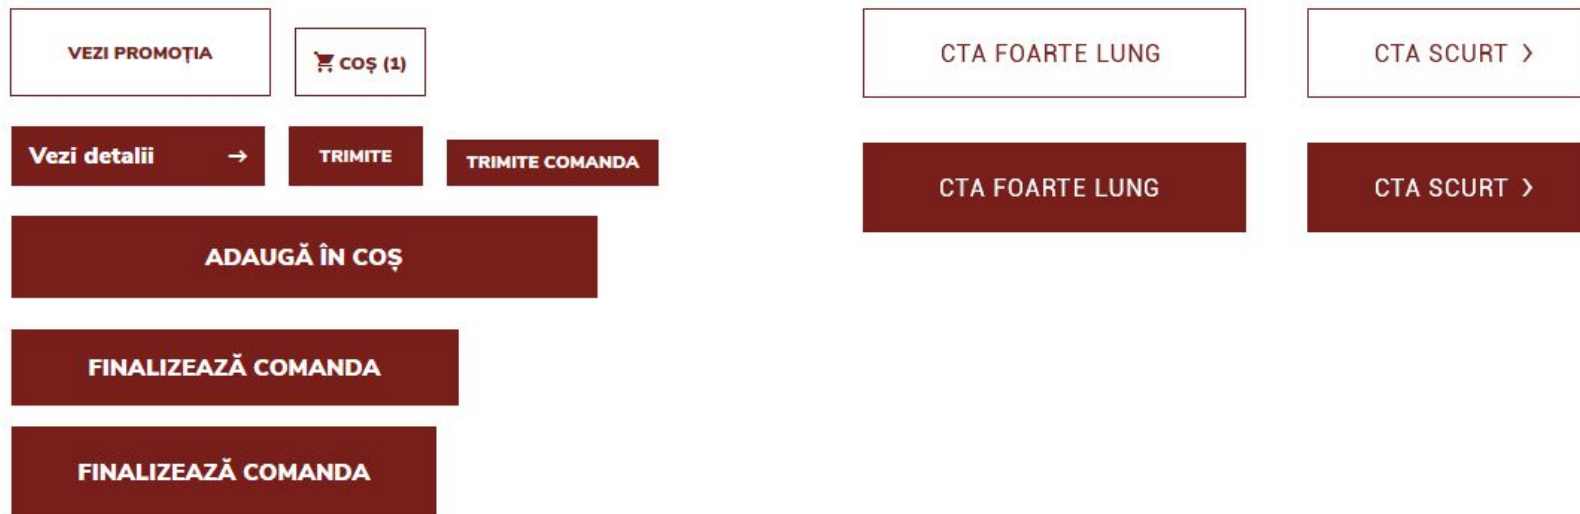 VEZI PROMOȚIA
COȘ (1)
CTA FOARTE LUNG
CTA SCURT
Vezi detalii
TRIMITE
TRIMITE COMANDA
CTA FOARTE LUNG
CTA SCURT
ADAUGĂ ÎN COȘ
FINALIZEAZĂ COMANDA
FINALIZEAZĂ COMANDA